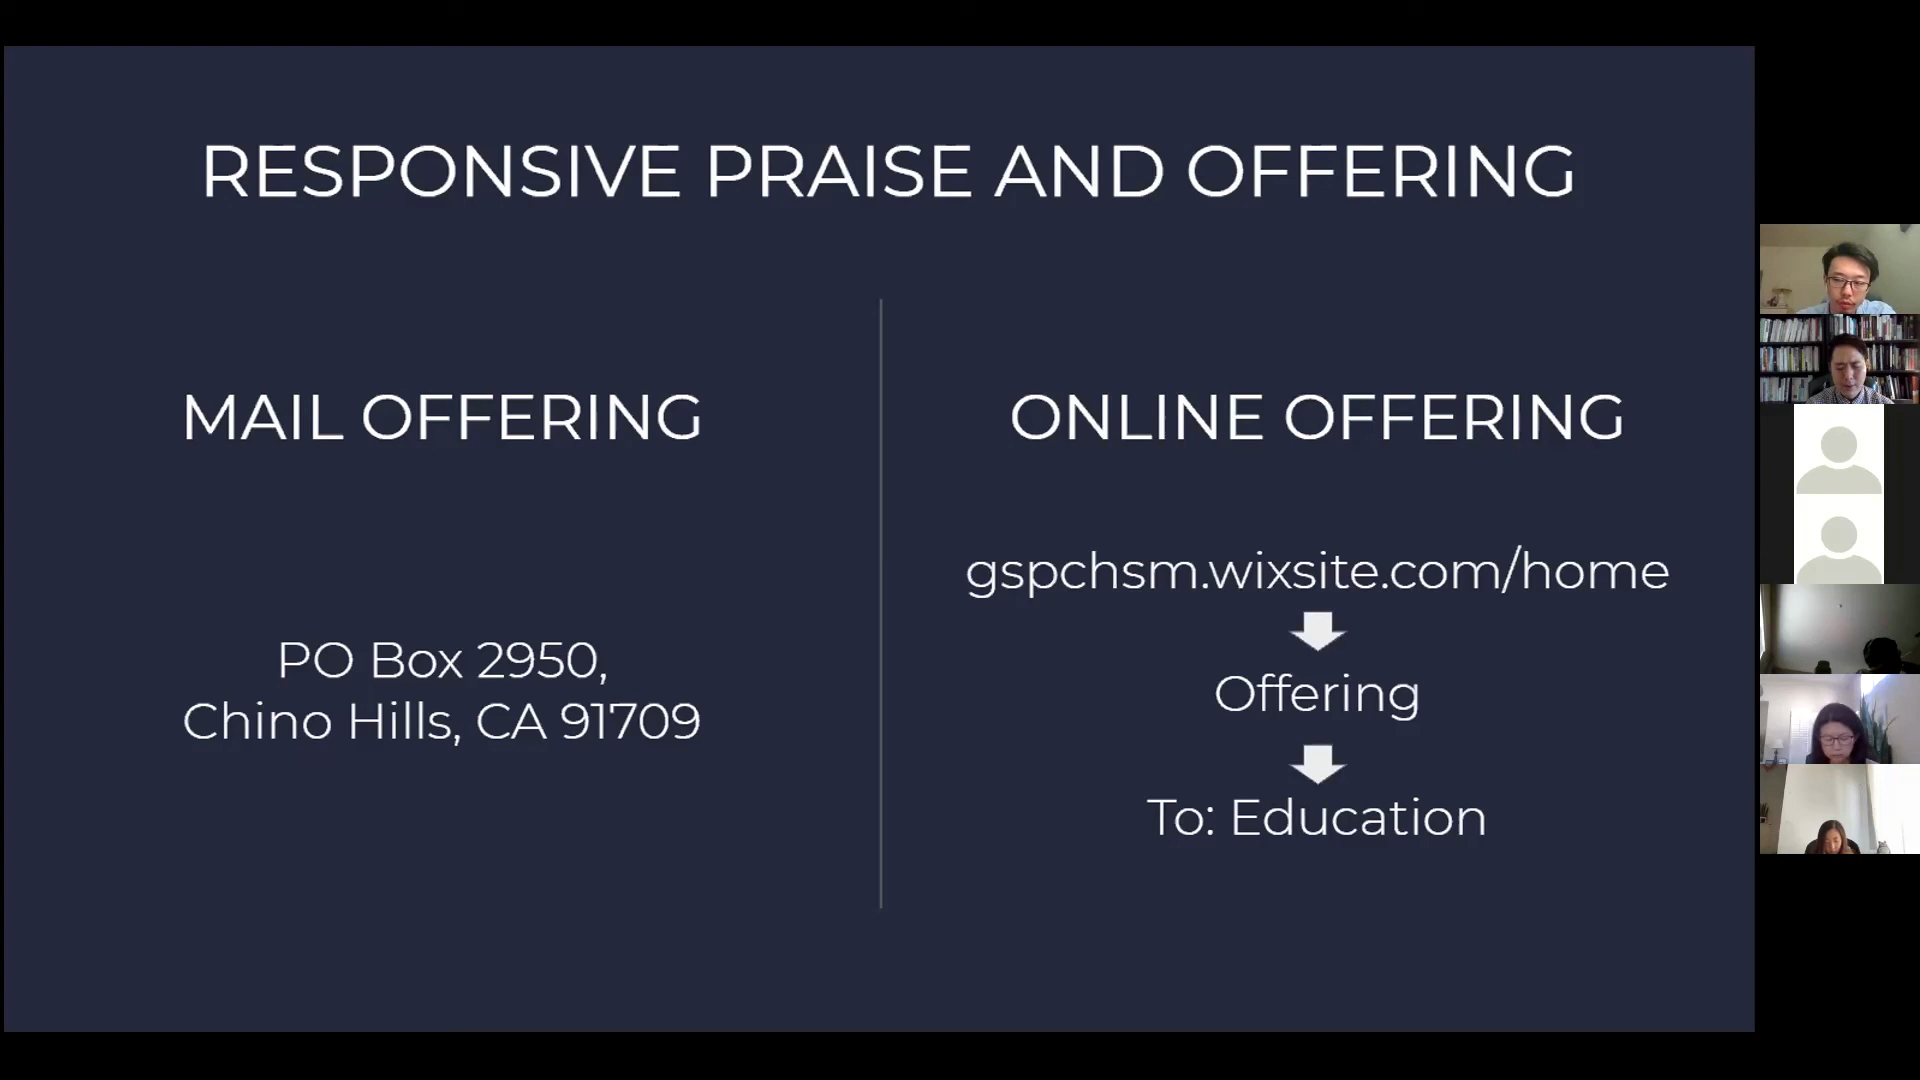 RESPONSIVE PRAISE AND OFFERING
MAIL OFFERING
PO Box 2950,
Chino Hills, CA 91709
ONLINE OFFERING
gspchsm.wixsite.com/home
Offering
To: Education